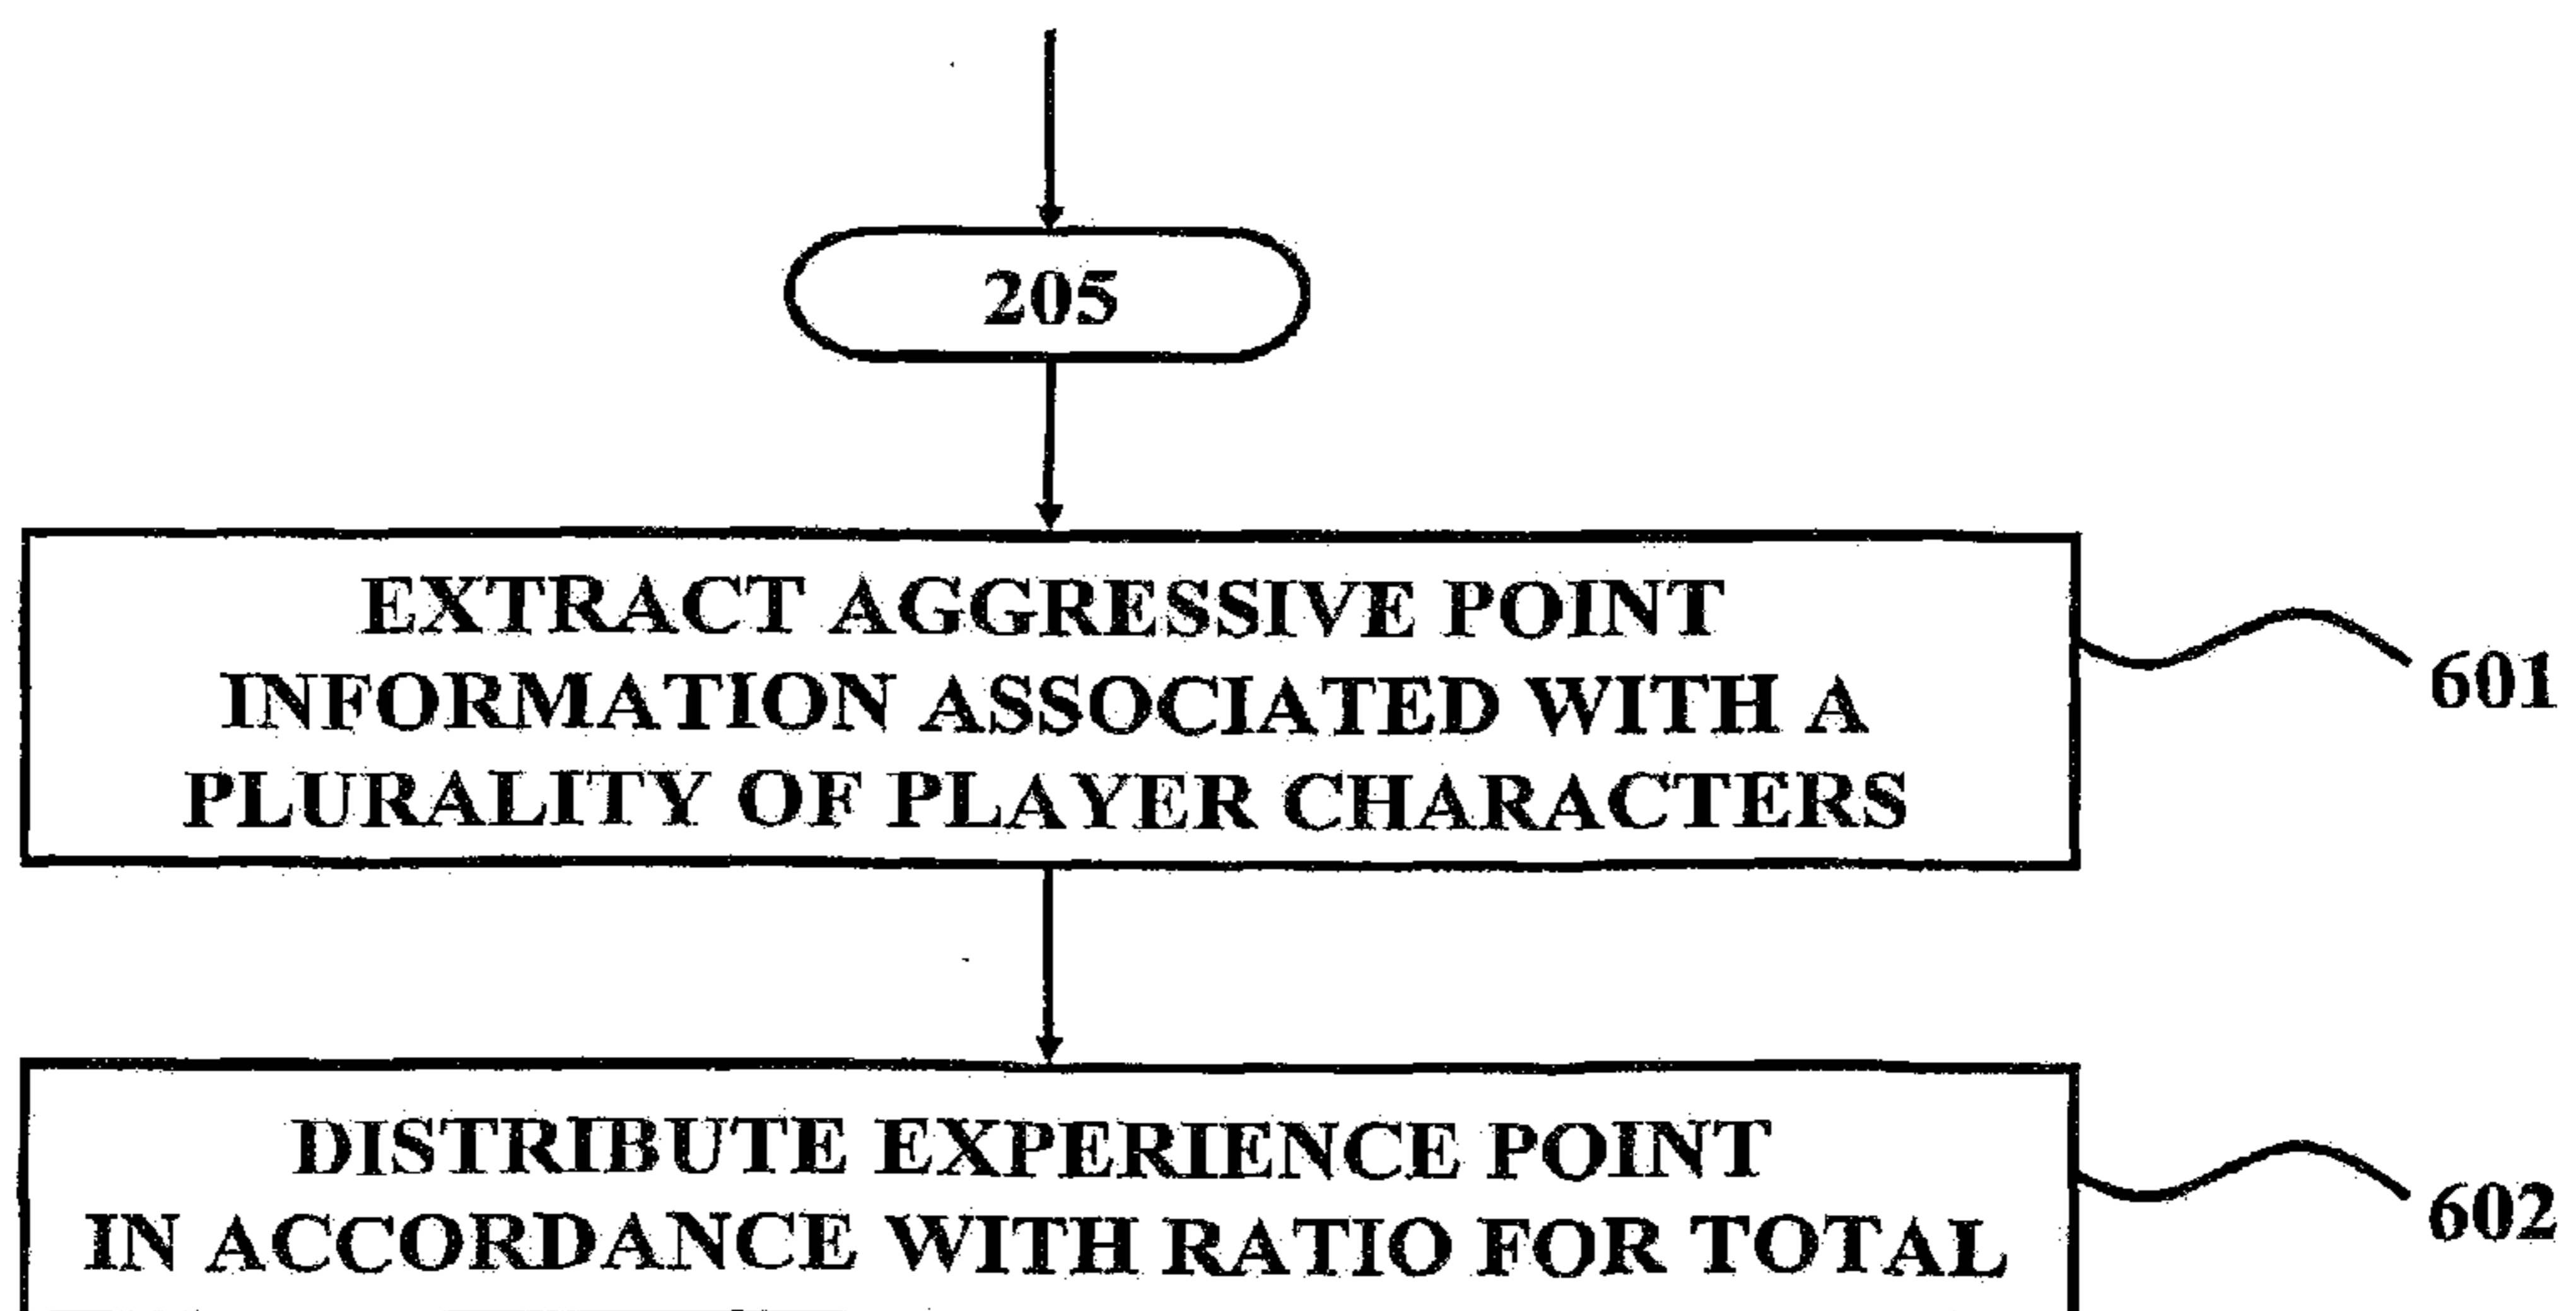 205
EXTRACT AGGRESSIVE POINT
INFORMATION ASSOCIATED WITH A
PLURALITY OF PLAYER CHARACTERS
601
DISTRIBUTE EXPERIENCE POINT
IN ACCORDANCE WITH RATIO FOR TOTAL
602